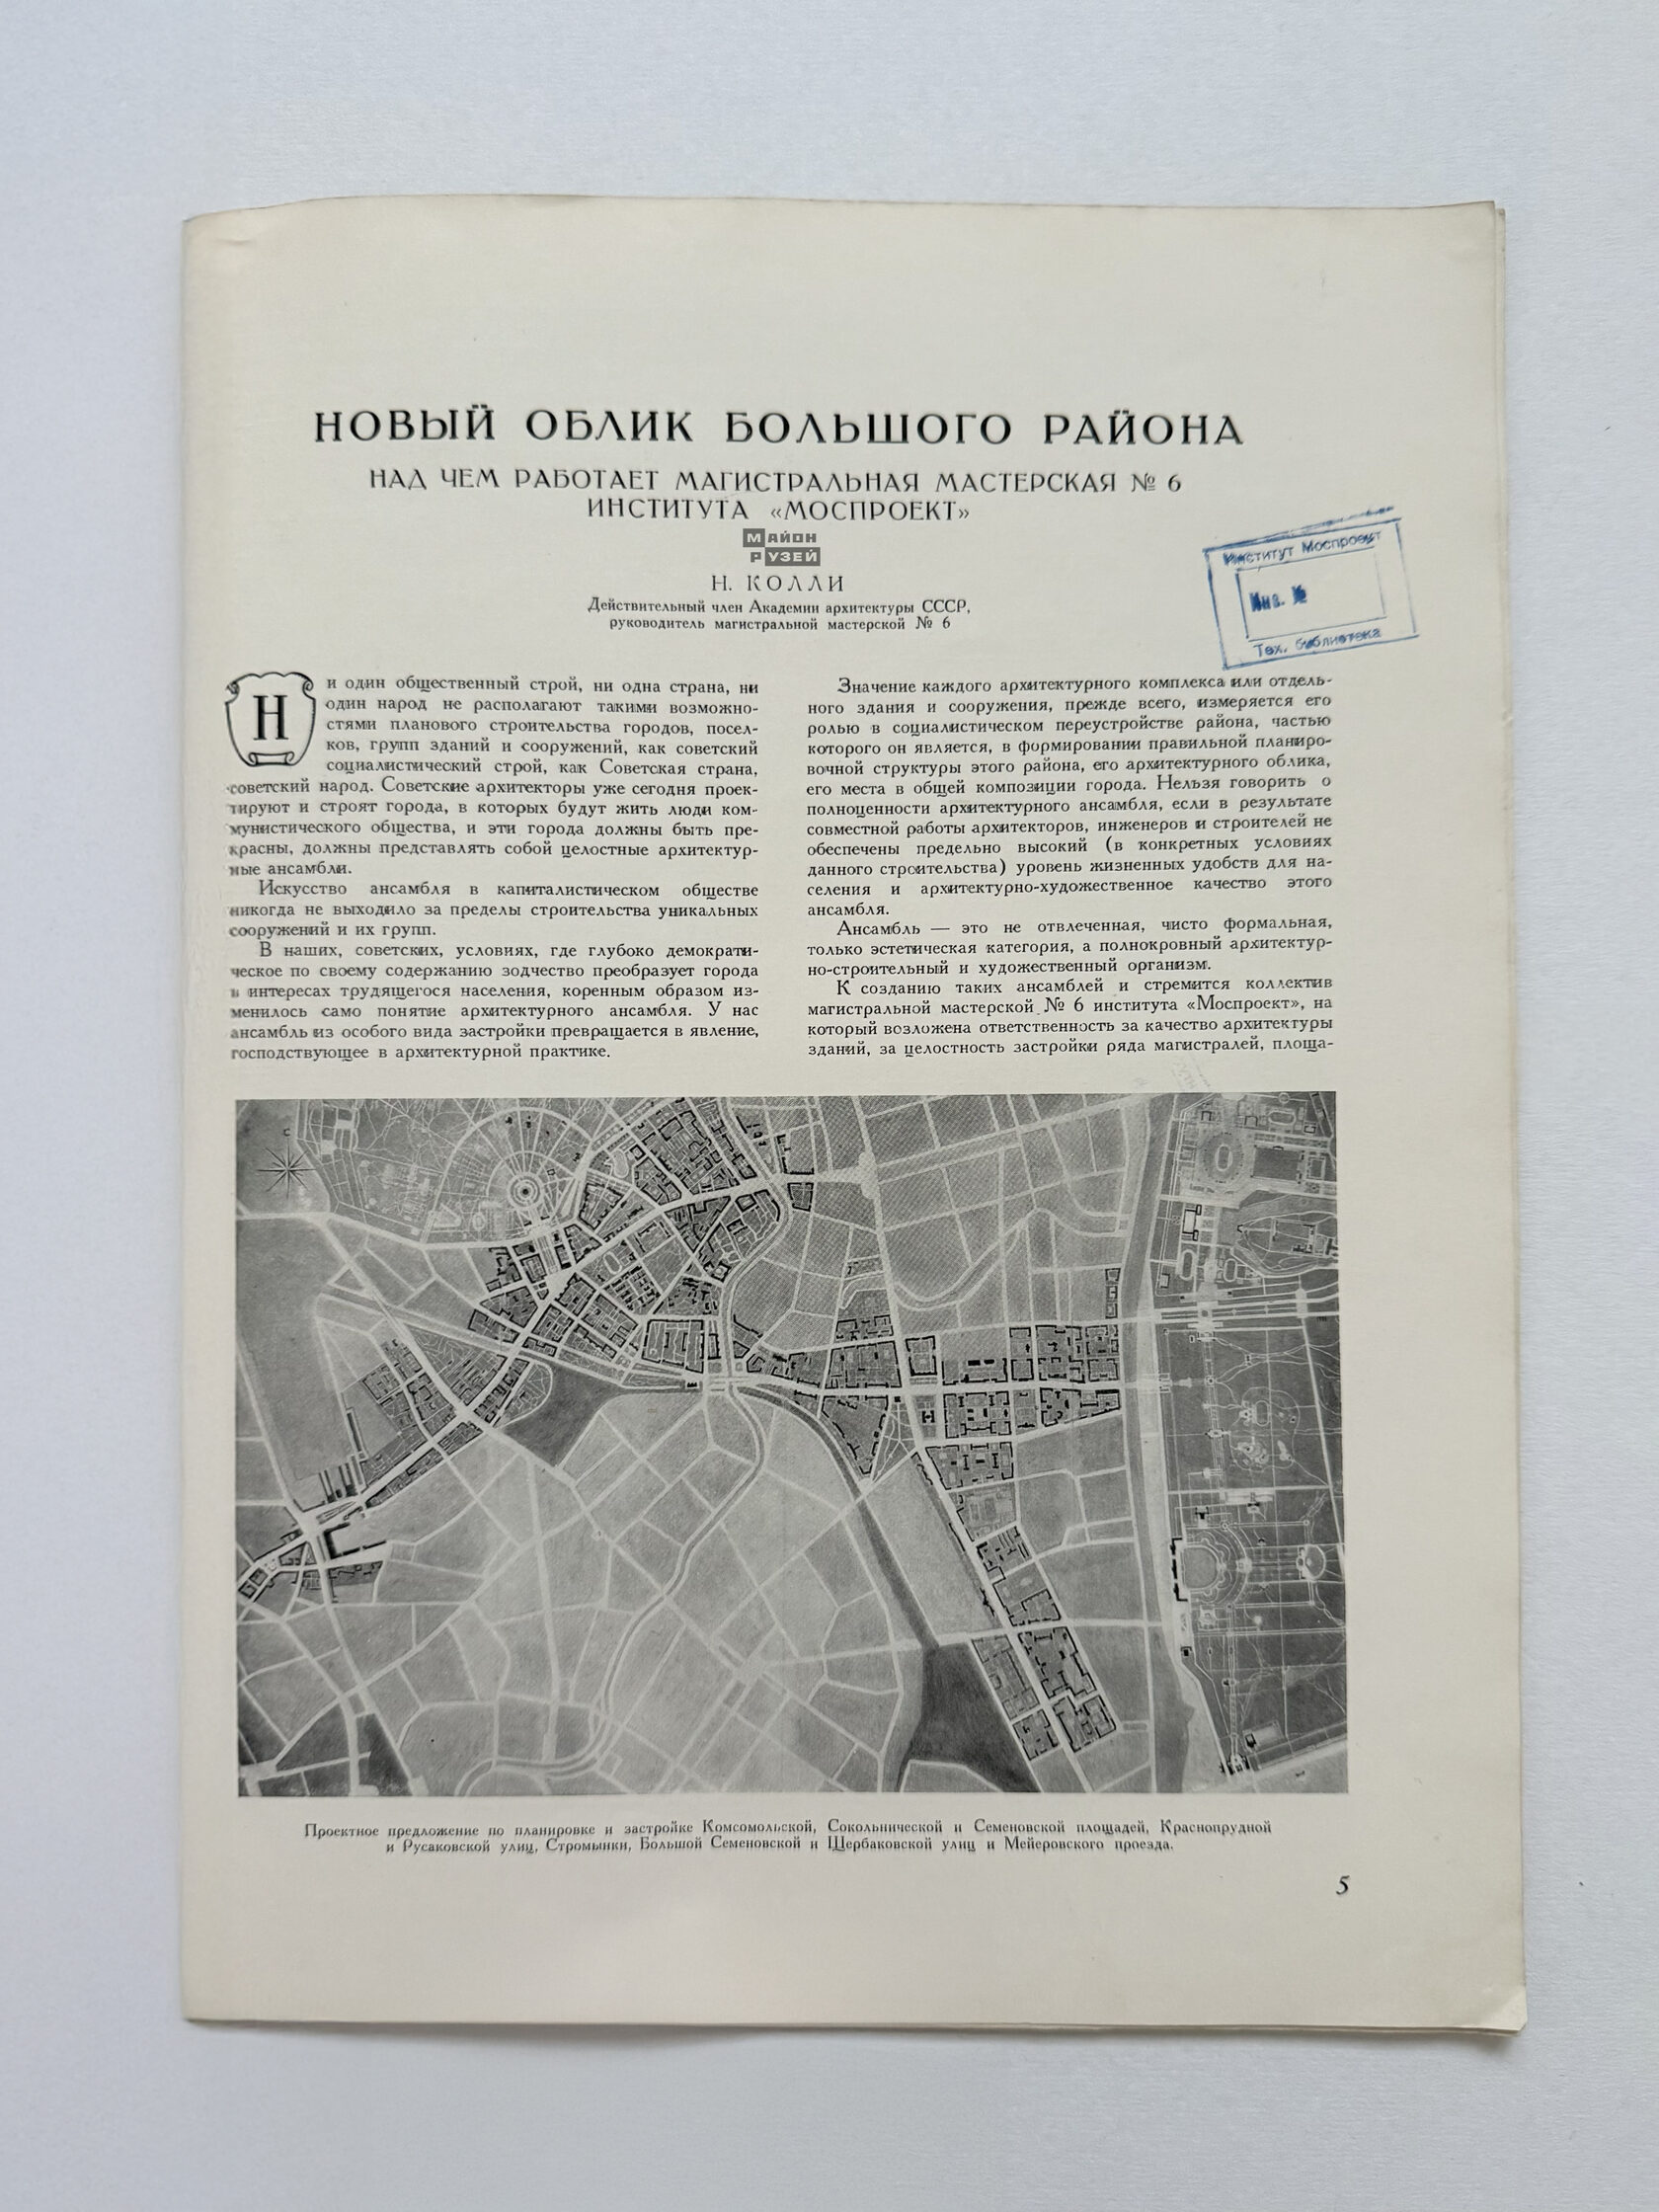 НОВЫЙ ОБЛИК БОЛЬШОГО РАЙОНА
НАД ЧЕМ РАБОТАЕТ МАГИСТРАЛЬНАЯ МАСТЕРСКАЯ № 6
ИНСТИТУТА «МОСПРОЕКТ»
МАЙОН
РУЗЕЙ
Н. КОЛЛИ
Действительный член Академии архитектуры СССР,
руководитель магистральной мастерской № 6
Институт Моспроект
Инв. №
Тех. библиотека
Ни один общественный строй, ни одна страна, ни
один народ не располагают такими возможно-
стями планового строительства городов, посел-
ков, групп зданий и сооружений, как советский
социалистический строй, как Советская страна,
советский народ. Советские архитекторы уже сегодня проек-
тируют и строят города, в которых будут жить люди ком-
мунистического общества, и эти города должны быть пре-
красны, должны представлять собой целостные архитектур-
ные ансамбли.
Искусство ансамбля в капиталистическом обществе
никогда не выходило за пределы строительства уникальных
сооружений и их групп.
В наших, советских, условиях, где глубоко демократи-
ческое по своему содержанию зодчество преобразует города
в интересах трудящегося населения, коренным образом из-
менилось само понятие архитектурного ансамбля. У нас
ансамбль из особого вида застройки превращается в явление,
господствующее в архитектурной практике.
Значение каждого архитектурного комплекса или отдель-
ного здания и сооружения, прежде всего, измеряется его
ролью в социалистическом переустройстве района, частью
которого он является, в формировании правильной планиро-
вочной структуры этого района, его архитектурного облика,
его места в общей композиции города. Нельзя говорить о
полноценности архитектурного ансамбля, если в результате
совместной работы архитекторов, инженеров и строителей не
обеспечены предельно высокий (в конкретных условиях
данного строительства) уровень жизненных удобств для на-
селения и архитектурно-художественное качество этого
ансамбля.
Ансамбль — это не отвлеченная, чисто формальная,
только эстетическая категория, а полнокровный архитектур-
но-строительный и художественный организм.
К созданию таких ансамблей и стремится коллектив
магистральной мастерской № 6 института «Моспроект», на
который возложена ответственность за качество архитектуры
зданий, за целостность застройки ряда магистралей, площа-
С
Проектное предложение по планировке и застройке Комсомольской, Сокольнической и Семеновской площадей, Краснопрудной
и Русаковской улиц, Стромынки, Большой Семеновской и Щербаковской улиц и Мейеровского проезда.
5